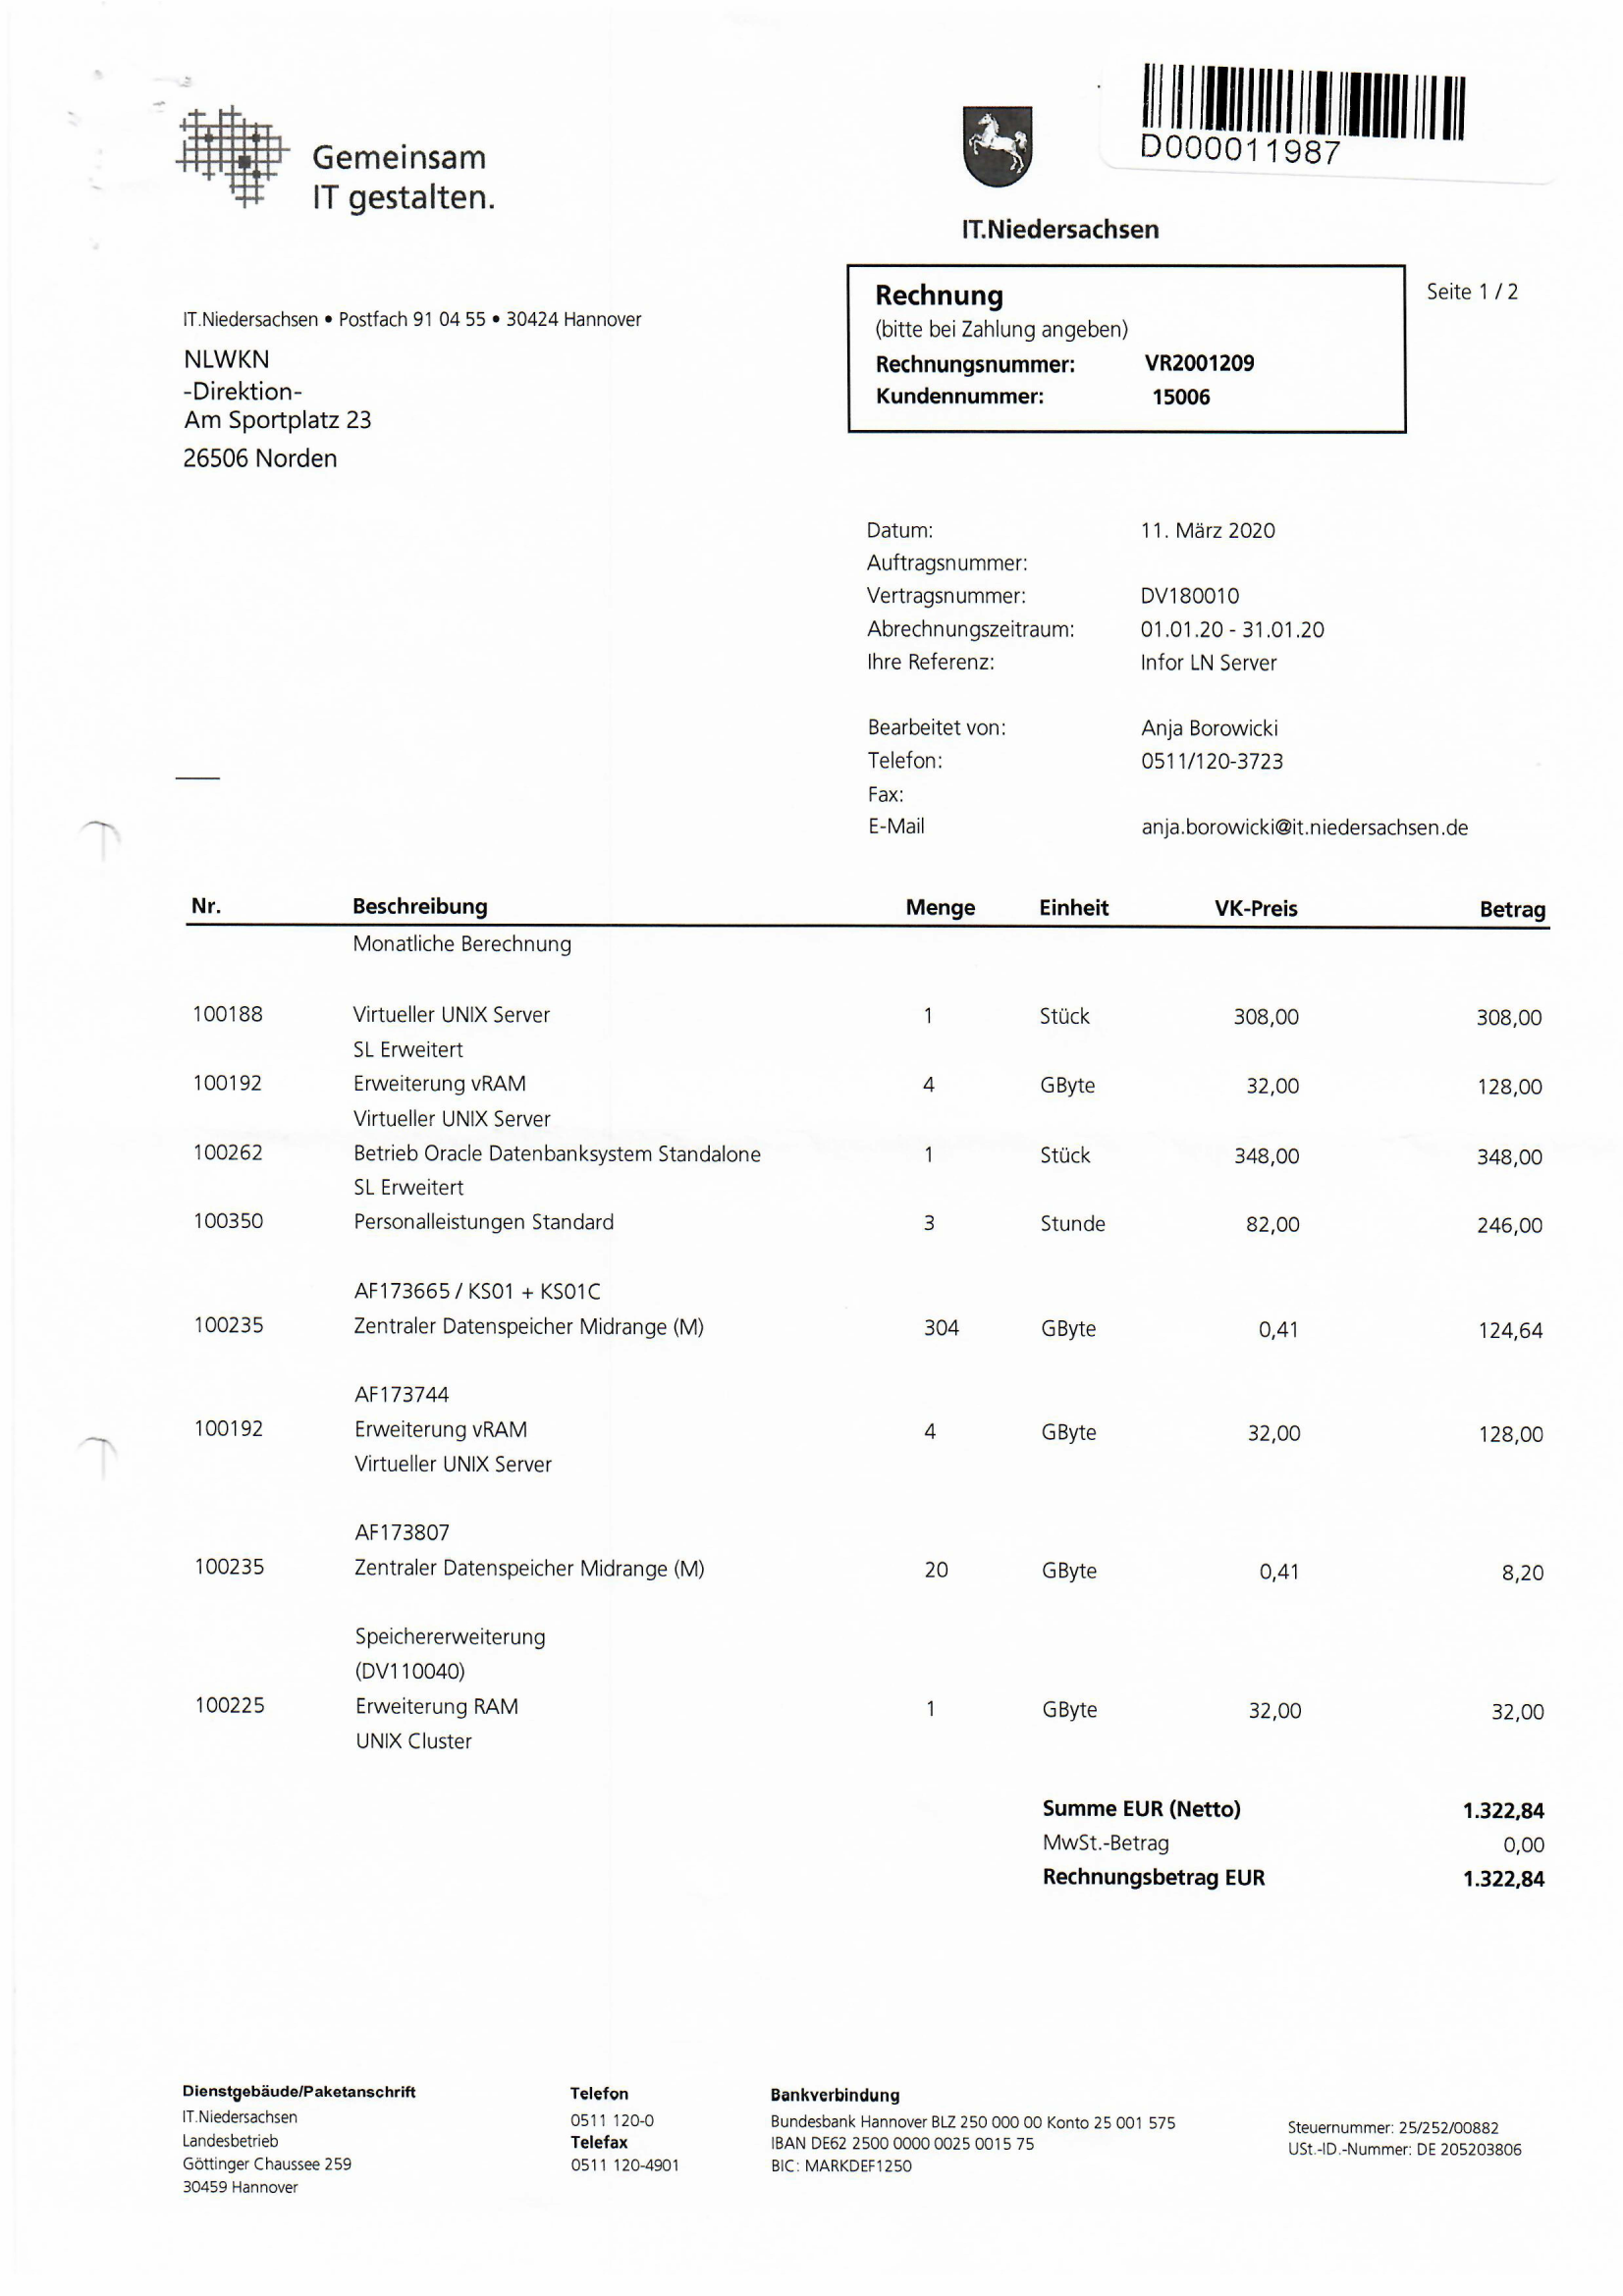 Gemeinsam
IT gestalten.
D000011987
IT.Niedersachsen
Rechnung
(bitte bei Zahlung angeben)
Rechnungsnummer: VR2001209
Kundennummer: 15006
Seite 1 / 2
IT.Niedersachsen • Postfach 91 04 55 • 30424 Hannover
NLWKN
-Direktion-
Am Sportplatz 23
26506 Norden
Datum: 11. März 2020
Auftragsnummer:
Vertragsnummer: DV180010
Abrechnungszeitraum: 01.01.20 - 31.01.20
Ihre Referenz: Infor LN Server
Bearbeitet von: Anja Borowicki
Telefon: 0511/120-3723
Fax:
E-Mail anja.borowicki@it.niedersachsen.de
Nr. Beschreibung Menge Einheit VK-Preis Betrag
Monatliche Berechnung
100188 Virtueller UNIX Server 1 Stück 308,00 308,00
SL Erweitert
100192 Erweiterung vRAM 4 GByte 32,00 128,00
Virtueller UNIX Server
100262 Betrieb Oracle Datenbanksystem Standalone 1 Stück 348,00 348,00
SL Erweitert
100350 Personalleistungen Standard 3 Stunde 82,00 246,00
AF173665 / KS01 + KS01C
100235 Zentraler Datenspeicher Midrange (M) 304 GByte 0,41 124,64
AF173744
100192 Erweiterung vRAM 4 GByte 32,00 128,00
Virtueller UNIX Server
AF173807
100235 Zentraler Datenspeicher Midrange (M) 20 GByte 0,41 8,20
Speichererweiterung
(DV110040)
100225 Erweiterung RAM 1 GByte 32,00 32,00
UNIX Cluster
Summe EUR (Netto) 1.322,84
MwSt.-Betrag 0,00
Rechnungsbetrag EUR 1.322,84
Dienstgebäude/Paketanschrift
IT.Niedersachsen
Landesbetrieb
Göttinger Chaussee 259
30459 Hannover
Telefon
0511 120-0
Telefax
0511 120-4901
Bankverbindung
Bundesbank Hannover BLZ 250 000 00 Konto 25 001 575
IBAN DE62 2500 0000 0025 0015 75
BIC: MARKDEF1250
Steuernummer: 25/252/00882
USt.-ID.-Nummer: DE 205203806